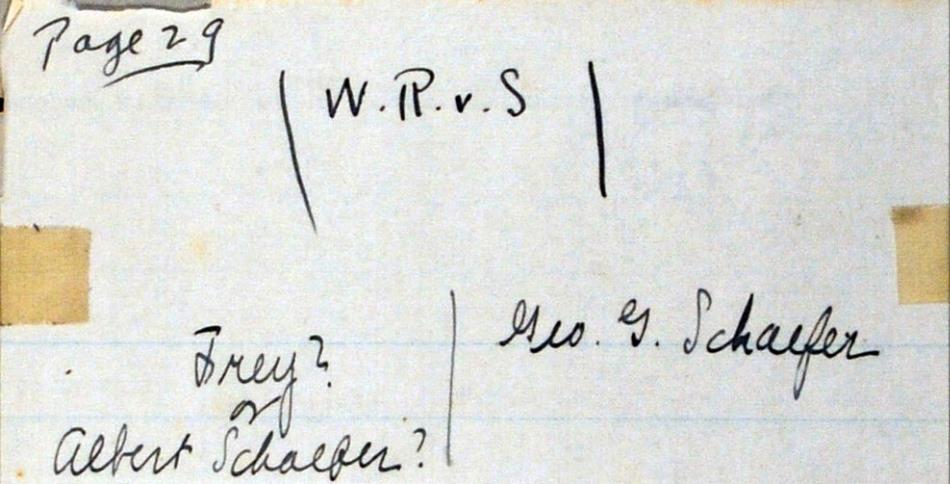 Page 29
W.R.v.S
Geo. G. Schaefer
Frey?
or
Albert Schaefer?